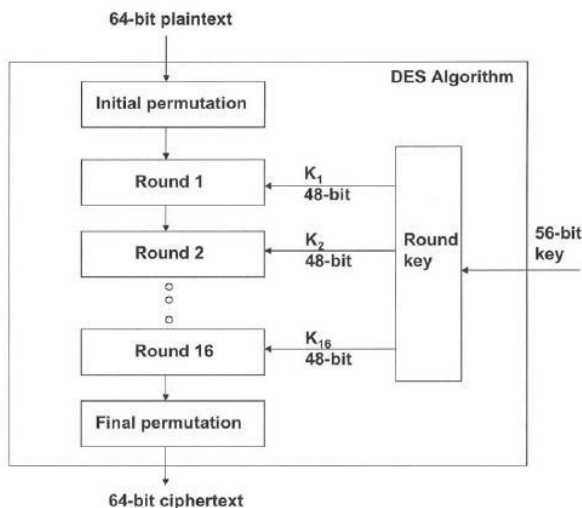 64-bit plaintext
DES Algorithm
Initial permutation
Round 1
K1
48-bit
Round 2
K2
48-bit
Round
key
56-bit
key
Round 16
K16
48-bit
Final permutation
64-bit ciphertext